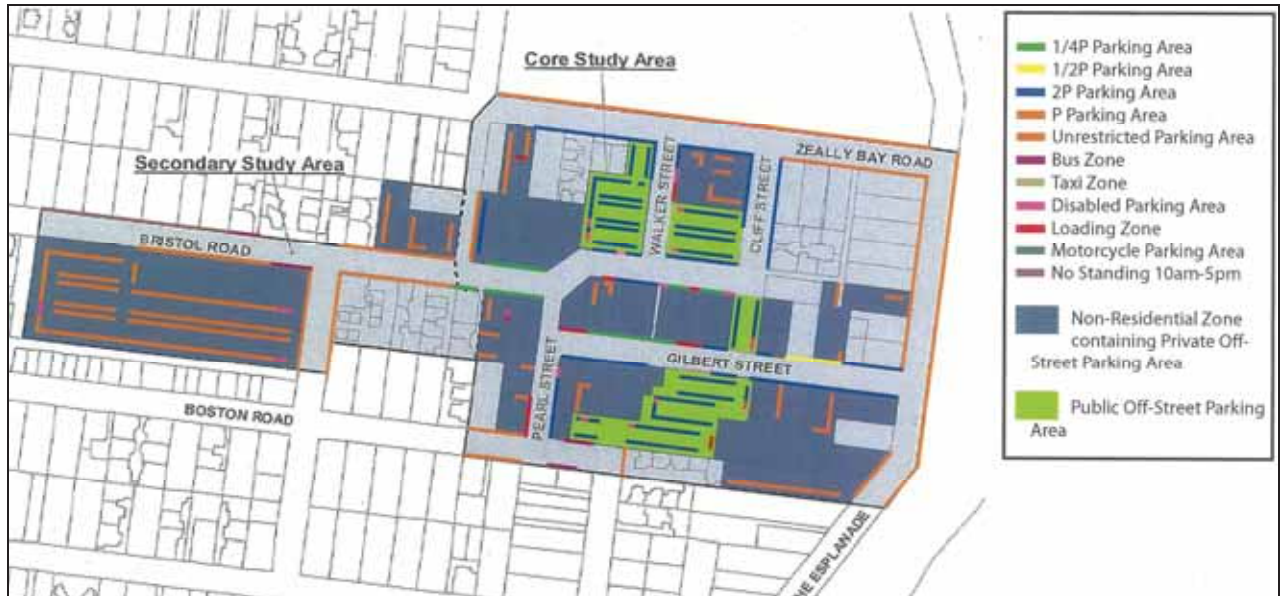 Core Study Area
Secondary Study Area
ZEALLY BAY ROAD
WALKER STREET
CLIFF STREET
BRISTOL ROAD
GILBERT STREET
PEARL STREET
BOSTON ROAD
HE ESPLANADE
1/4P Parking Area
1/2P Parking Area
2P Parking Area
P Parking Area
Unrestricted Parking Area
Bus Zone
Taxi Zone
Disabled Parking Area
Loading Zone
Motorcycle Parking Area
No Standing 10am-5pm
Non-Residential Zone
containing Private Off-
Street Parking Area
Public Off-Street Parking
Area